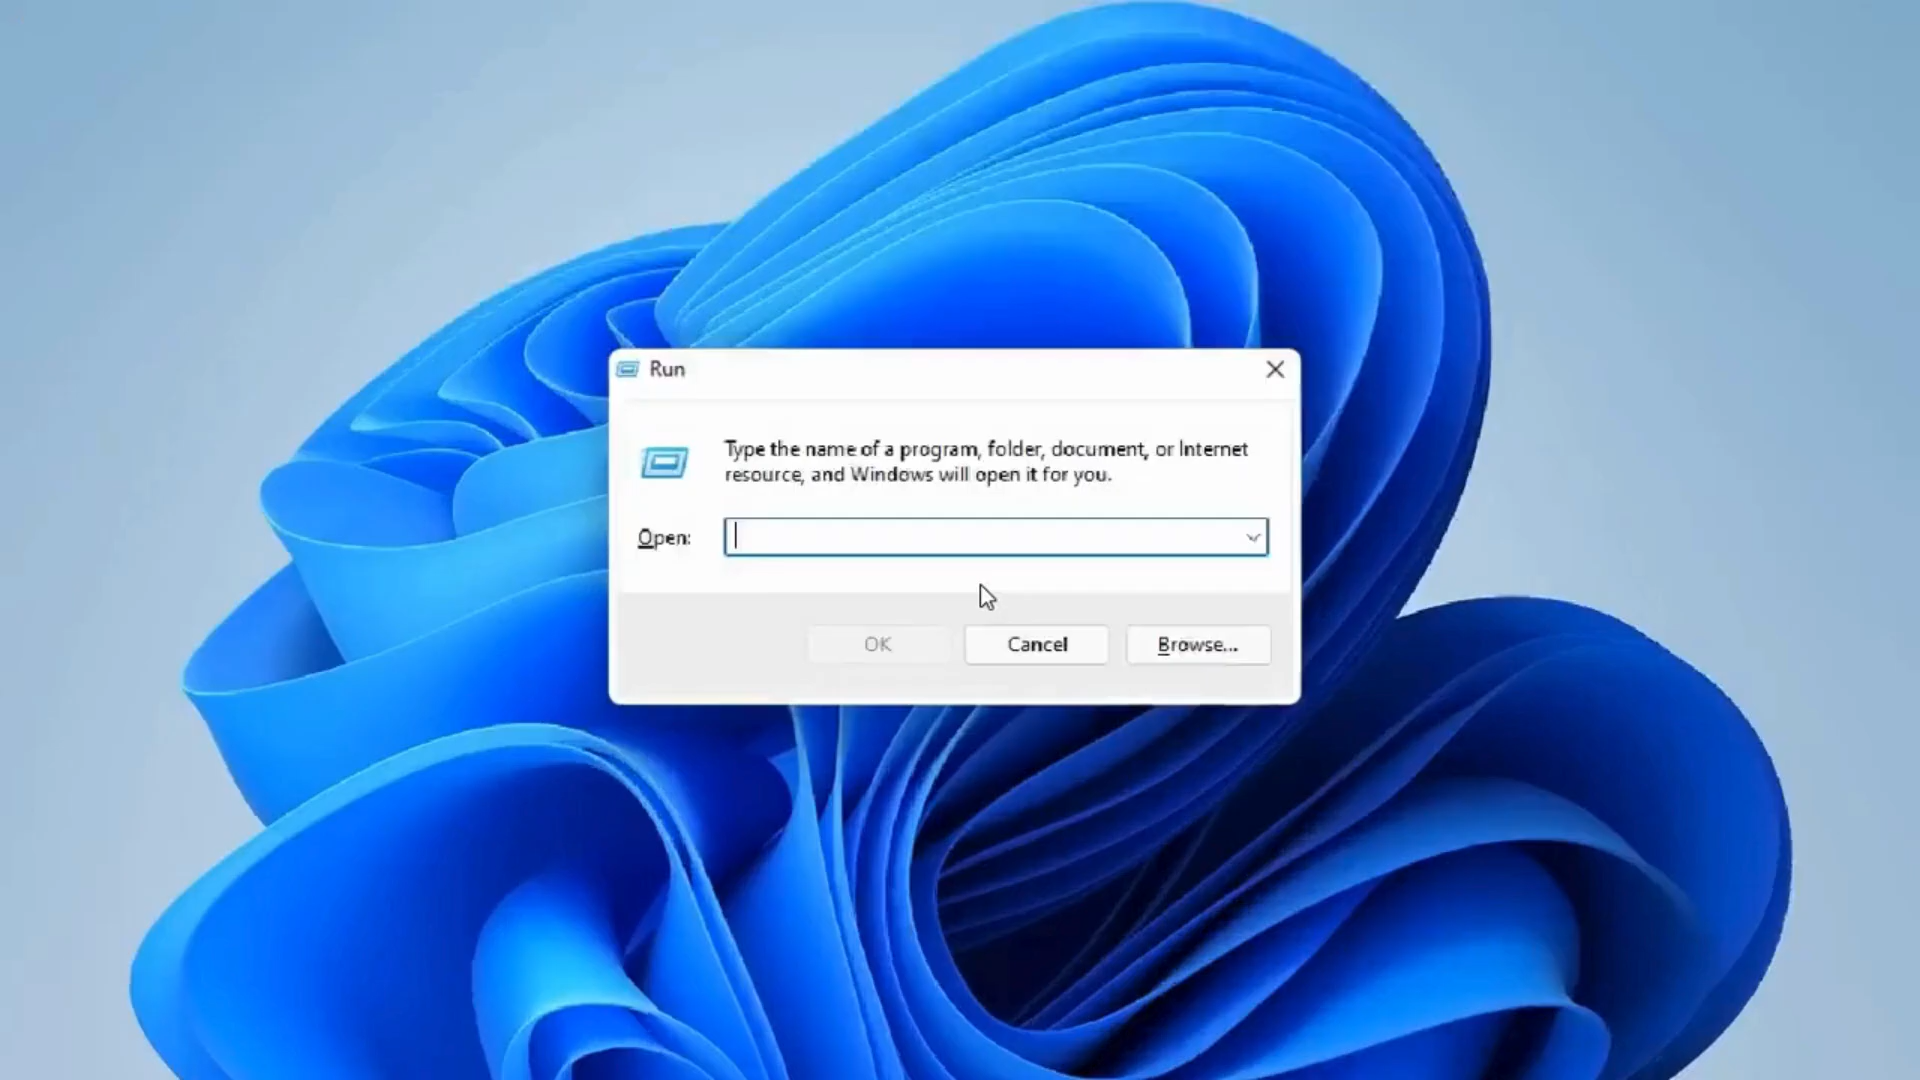 Run
Type the name of a program, folder, document, or Internet
resource, and Windows will open it for you.
Open:
OK
Cancel
Browse...